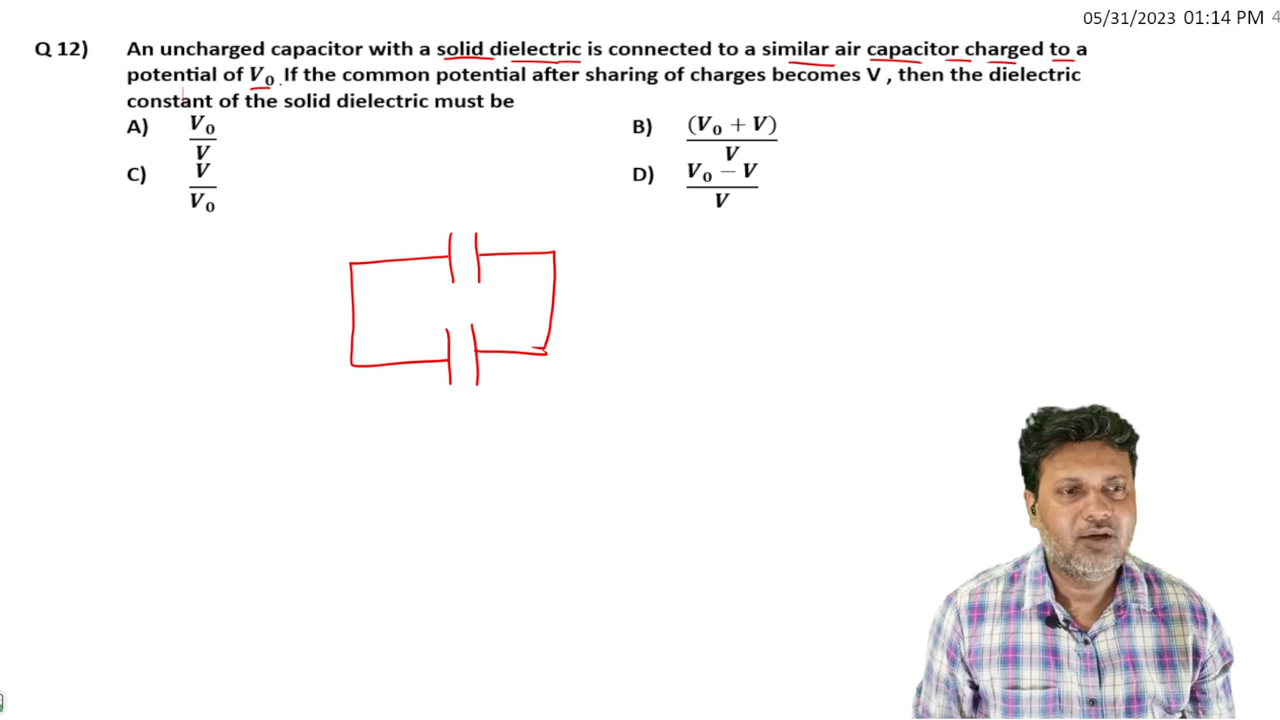 05/31/2023 01:14 PM 4
Q 12) An uncharged capacitor with a solid dielectric is connected to a similar air capacitor charged to a
potential of V₀ .If the common potential after sharing of charges becomes V , then the dielectric
constant of the solid dielectric must be
A) V₀/V B) (V₀ + V)/V
C) V/V₀ D) V₀ − V/V